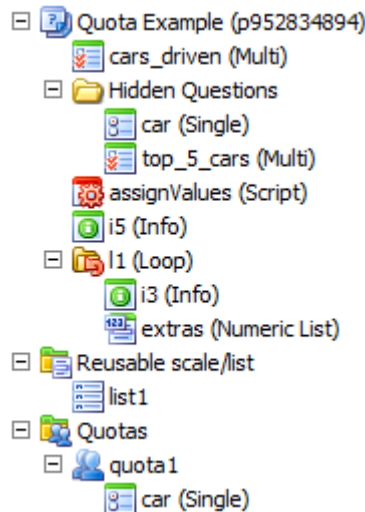 Quota Example (p952834894)
cars_driven (Multi)
Hidden Questions
car (Single)
top_5_cars (Multi)
assignValues (Script)
i5 (Info)
l1 (Loop)
i3 (Info)
extras (Numeric List)
Reusable scale/list
list1
Quotas
quota1
car (Single)